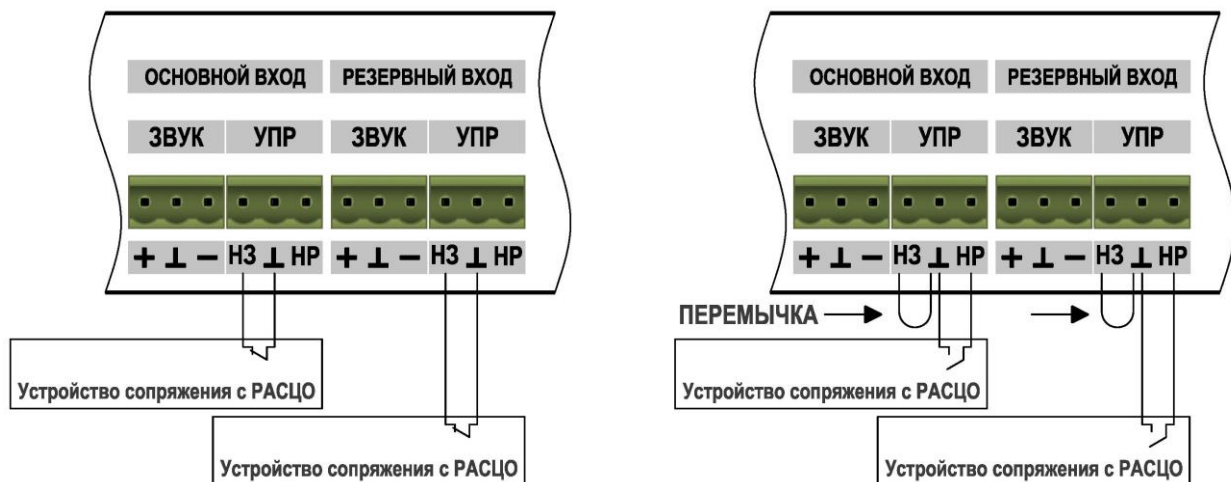 ОСНОВНОЙ ВХОД РЕЗЕРВНЫЙ ВХОД
ЗВУК УПР ЗВУК УПР
+ ⊥ − НЗ ⊥ НР + ⊥ − НЗ ⊥ НР
Устройство сопряжения с РАСЦО
Устройство сопряжения с РАСЦО
ОСНОВНОЙ ВХОД РЕЗЕРВНЫЙ ВХОД
ЗВУК УПР ЗВУК УПР
+ ⊥ − НЗ ⊥ НР + ⊥ − НЗ ⊥ НР
ПЕРЕМЫЧКА
Устройство сопряжения с РАСЦО
Устройство сопряжения с РАСЦО